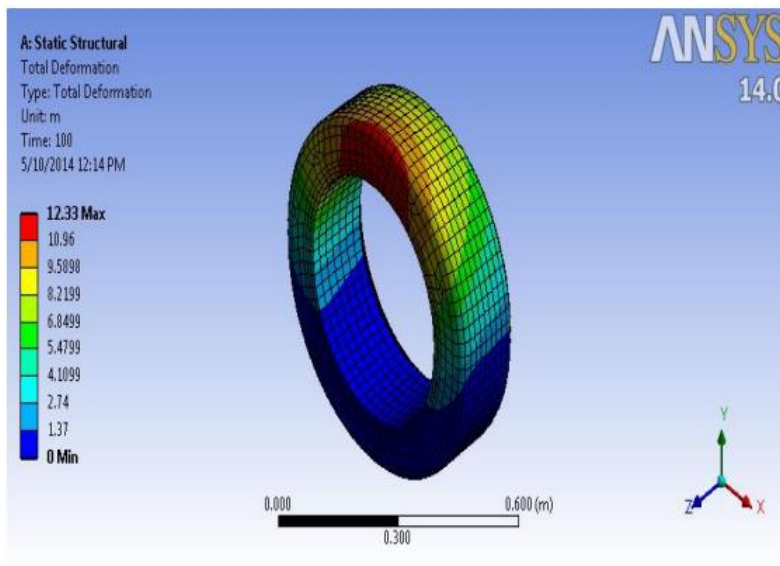 A: Static Structural
Total Deformation
Type: Total Deformation
Unit: m
Time: 100
5/10/2014 12:14 PM
12.33 Max
10.96
9.5898
8.2199
6.8499
5.4799
4.1099
2.74
1.37
0 Min
ANSYS
14.0
0.000
0.600 (m)
0.300
Y
Z
X